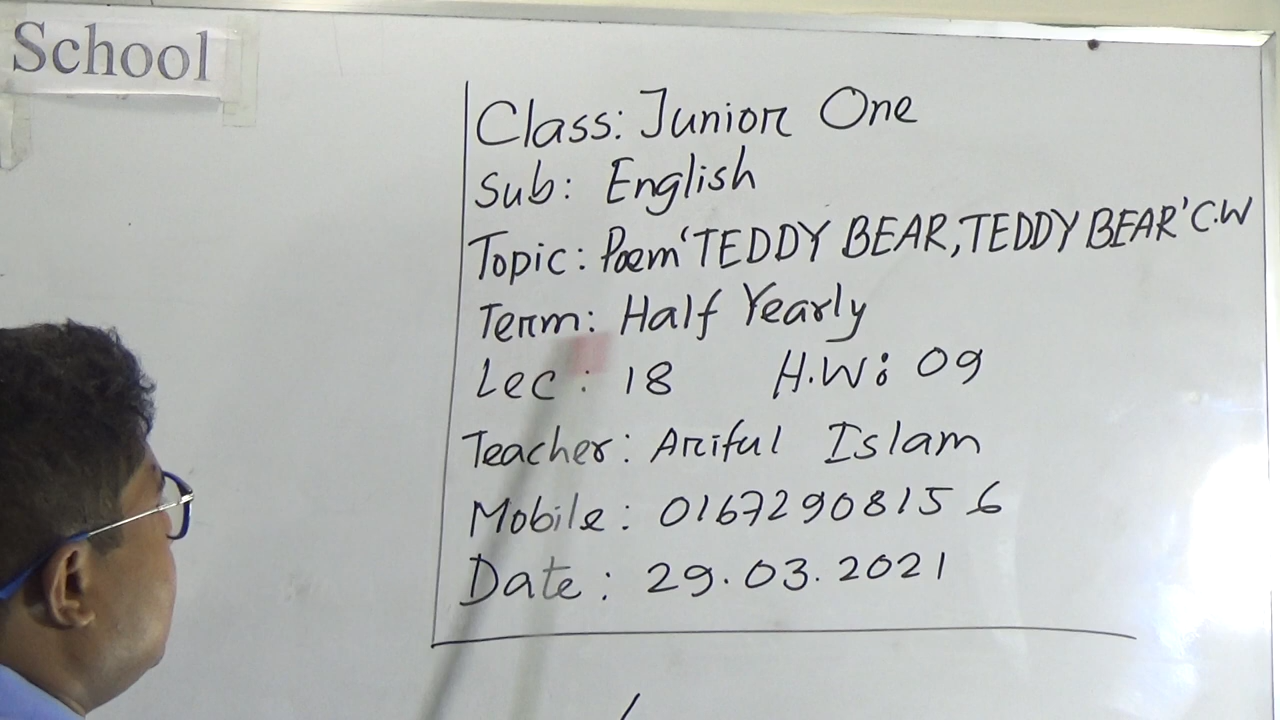 School
Class: Junior One
Sub: English
Topic: Poem 'TEDDY BEAR, TEDDY BEAR' C.W
Term: Half Yearly
Lec: 18 H.W: 09
Teacher: Ariful Islam
Mobile: 01672908156
Date: 29.03.2021